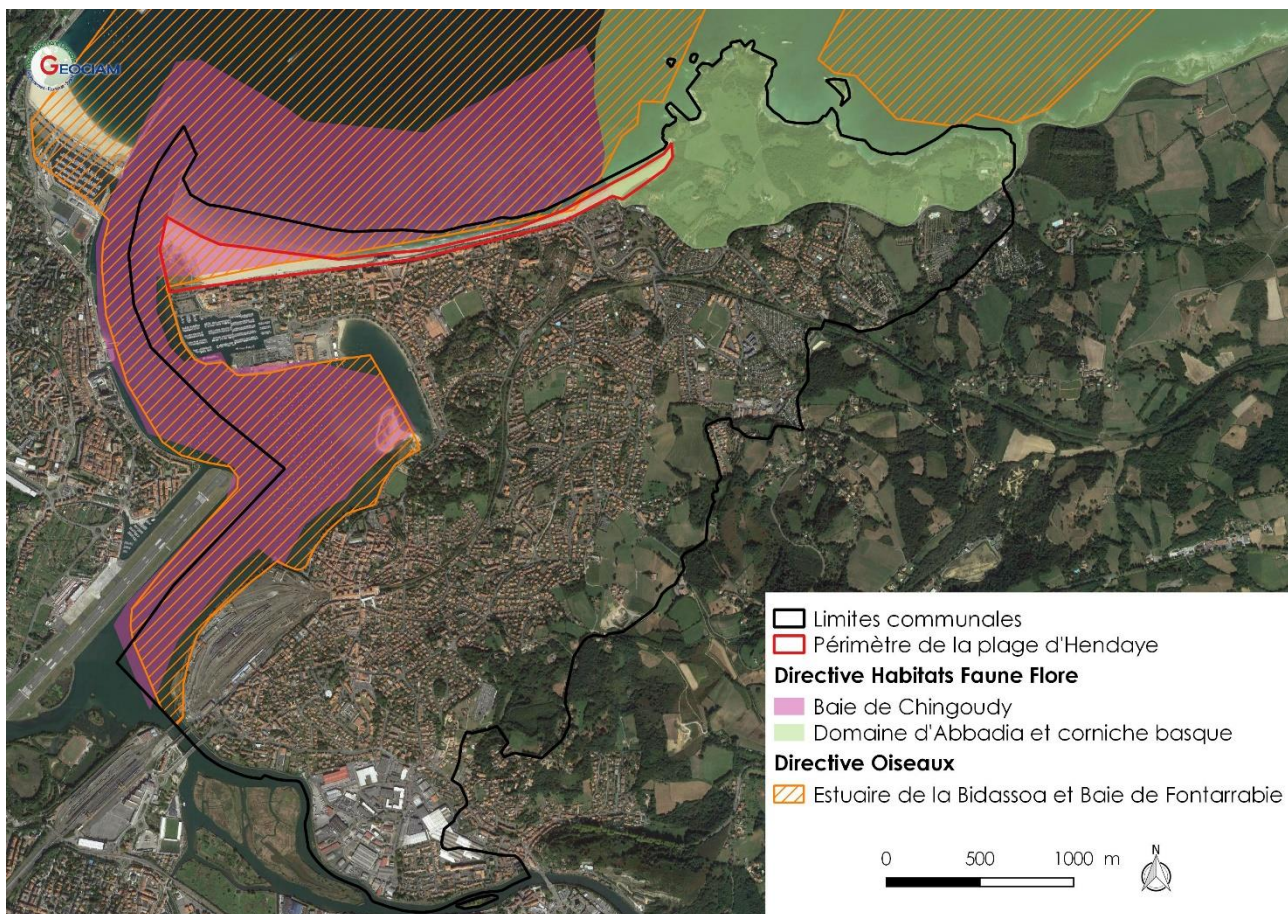 GEOCIAM
Limites communales
Périmètre de la plage d'Hendaye
Directive Habitats Faune Flore
Baie de Chingoudy
Domaine d'Abbadia et corniche basque
Directive Oiseaux
Estuaire de la Bidassoa et Baie de Fontarrabie
0 500 1000 m
N